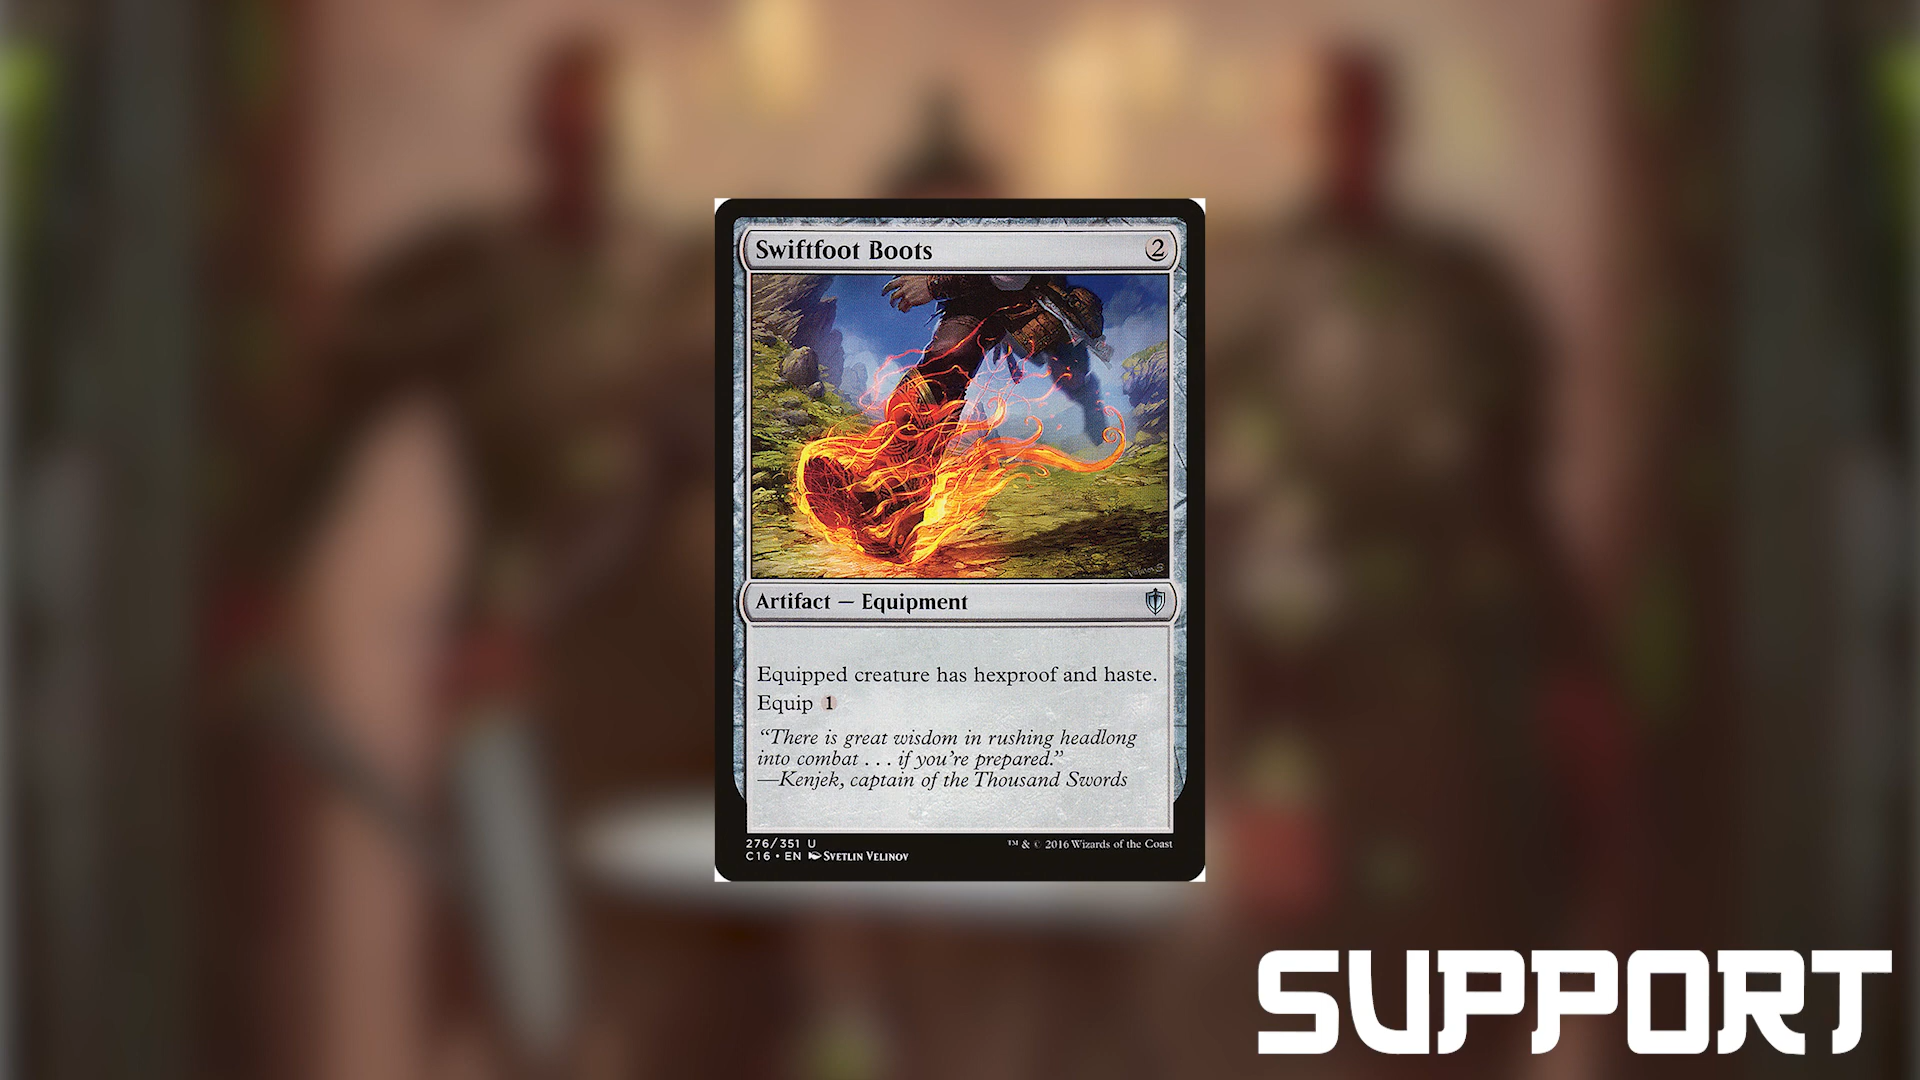 Swiftfoot Boots 2
Artifact — Equipment
Equipped creature has hexproof and haste.
Equip 1
“There is great wisdom in rushing headlong
into combat . . . if you’re prepared.”
—Kenjek, captain of the Thousand Swords
276/351 U
C16 • EN SVETLIN VELINOV
™ & © 2016 Wizards of the Coast
SUPPORT